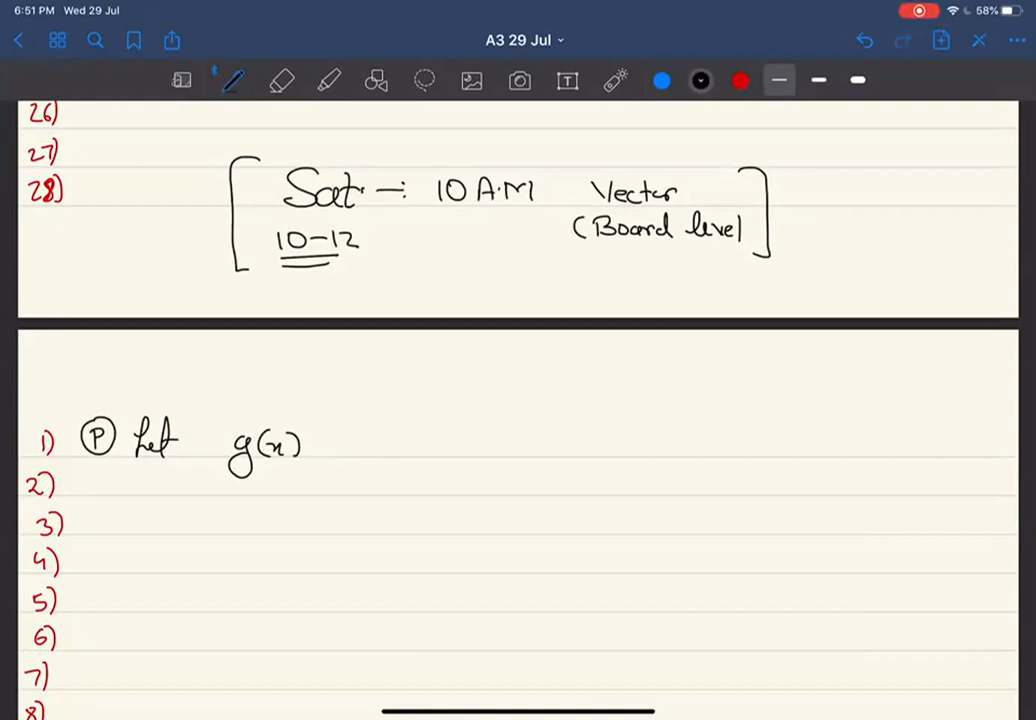 6:51 PM Wed 29 Jul 58%
A3 29 Jul
26)
27)
28) Sat -: 10 A.M Vector
10-12 (Board level
1) P Let g(x)
2)
3)
4)
5)
6)
7)
8)